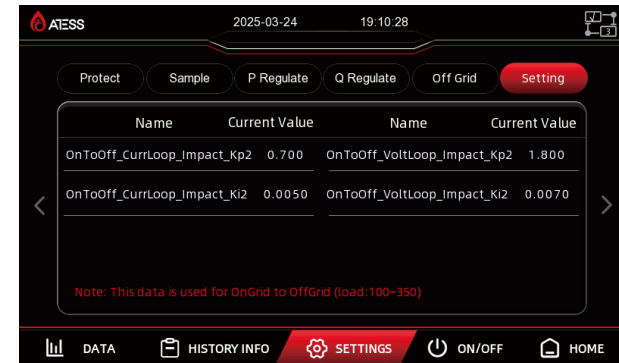 ATESS 2025-03-24 19:10:28
3
Protect Sample P Regulate Q Regulate Off Grid Setting
Name Current Value Name Current Value
OnToOff_CurrLoop_Impact_Kp2 0.700 OnToOff_VoltLoop_Impact_Kp2 1.800
OnToOff_CurrLoop_Impact_Ki2 0.0050 OnToOff_VoltLoop_Impact_Ki2 0.0070
Note: This data is used for OnGrid to OffGrid (load:100~350)
DATA HISTORY INFO SETTINGS ON/OFF HOME